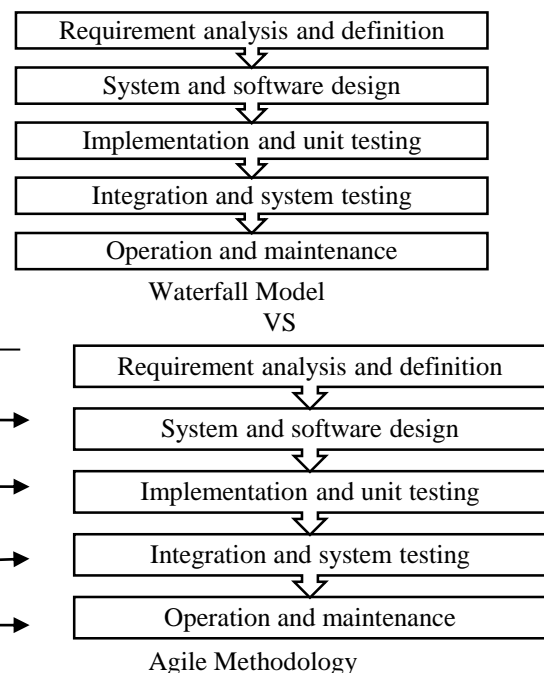 Requirement analysis and definition
System and software design
Implementation and unit testing
Integration and system testing
Operation and maintenance
Waterfall Model
VS
Requirement analysis and definition
System and software design
Implementation and unit testing
Integration and system testing
Operation and maintenance
Agile Methodology